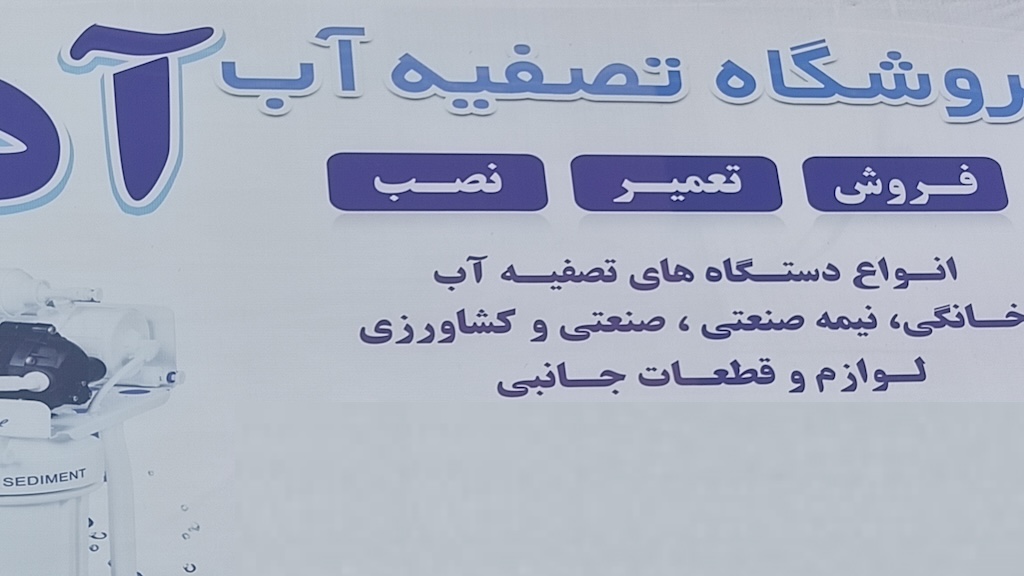 فروشگاه تصفیه آب
فروش تعمیر نصب
انواع دستگاه های تصفیه آب
خانگی، نیمه صنعتی ، صنعتی و کشاورزی
لوازم و قطعات جانبی
SEDIMENT